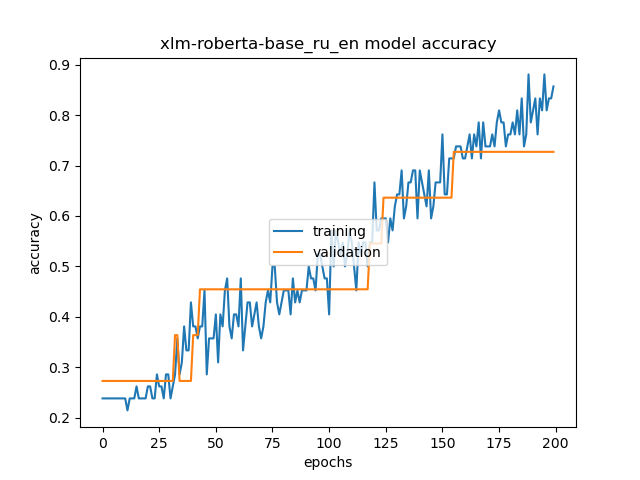 xlm-roberta-base_ru_en model accuracy
0.9
0.8
0.7
0.6
0.5
0.4
0.3
0.2
accuracy
training
validation
0 25 50 75 100 125 150 175 200
epochs